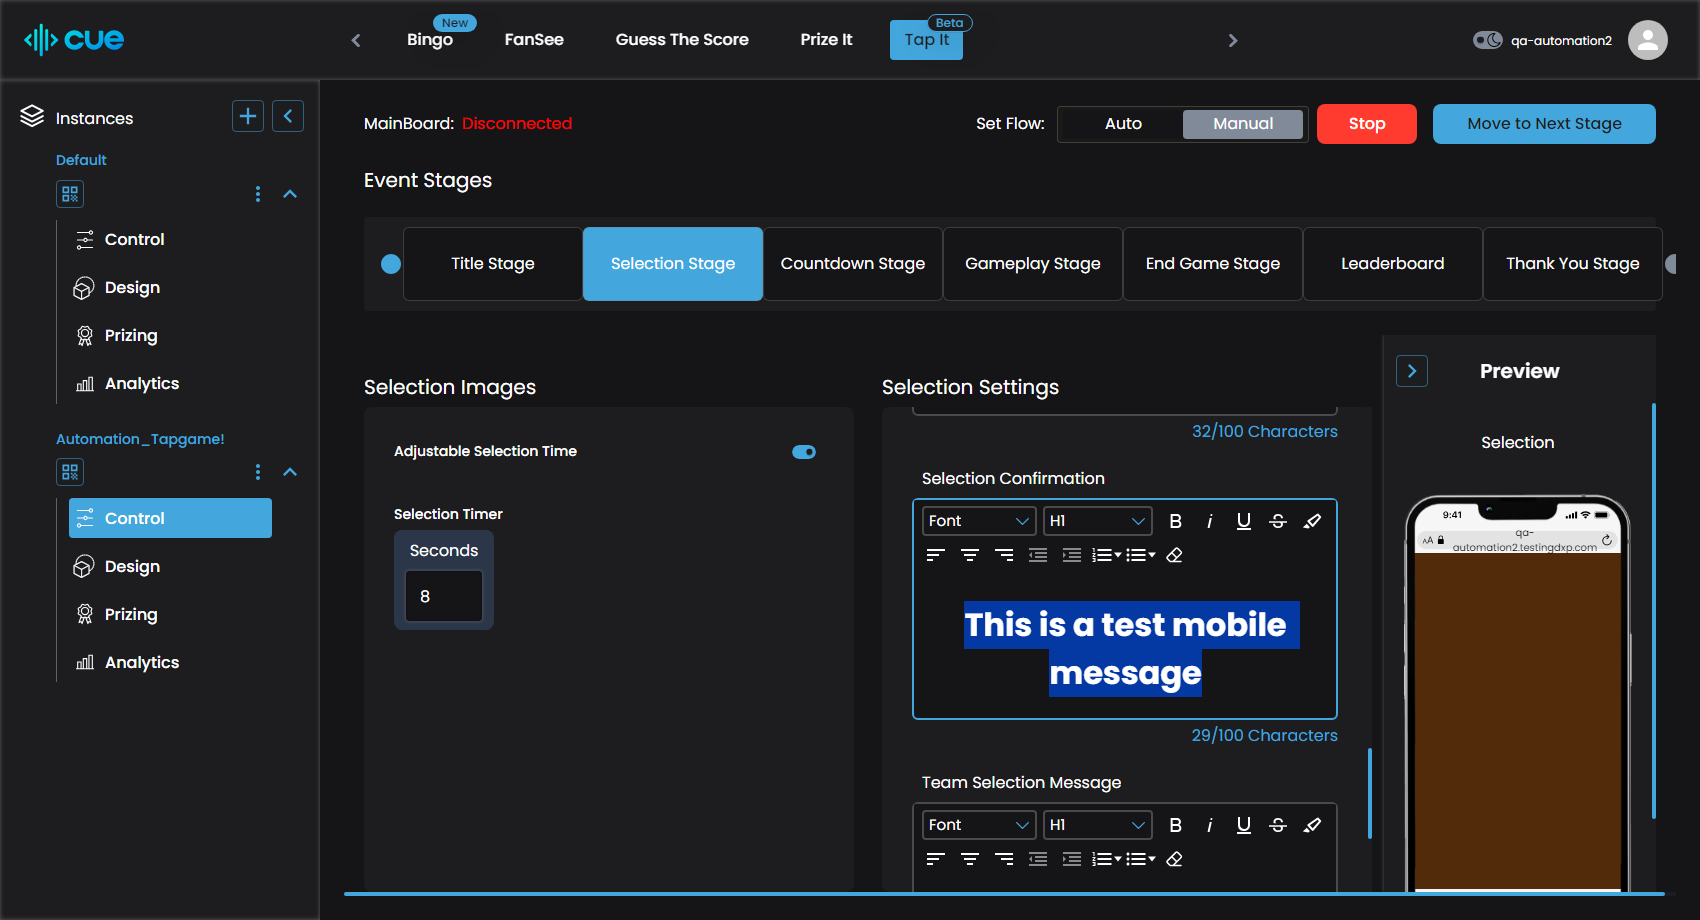 cue
New
Bingo
FanSee
Guess The Score
Prize It
Beta
Tap It
qa-automation2
Instances
Default
Control
Design
Prizing
Analytics
Automation_Tapgame!
Control
Design
Prizing
Analytics
MainBoard: Disconnected
Set Flow:
Auto
Manual
Stop
Move to Next Stage
Event Stages
Title Stage
Selection Stage
Countdown Stage
Gameplay Stage
End Game Stage
Leaderboard
Thank You Stage
Selection Images
Adjustable Selection Time
Selection Timer
Seconds
8
Selection Settings
32/100 Characters
Selection Confirmation
Font
H1
B i U S
This is a test mobile
message
29/100 Characters
Team Selection Message
Font
H1
B i U S
Preview
Selection
9:41
AA
qa-
automation2.testingdxp.com